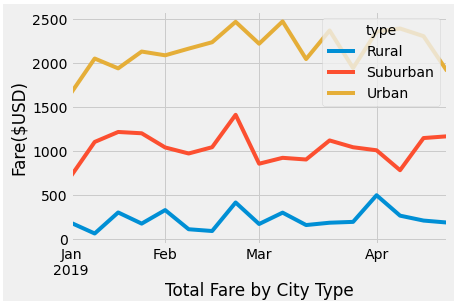 2500
2000
1500
1000
500
0
Fare($USD)
type
Rural
Suburban
Urban
Jan
2019
Feb
Mar
Apr
Total Fare by City Type